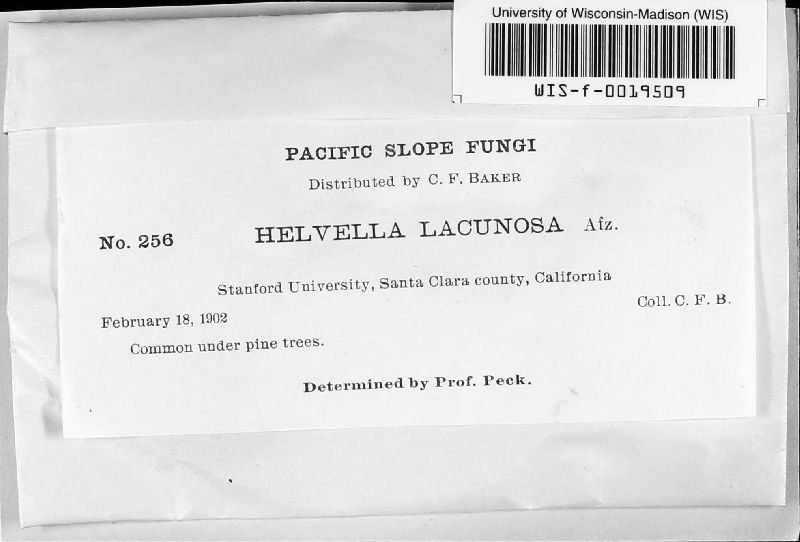 University of Wisconsin-Madison (WIS)
WIS-f-0019509
PACIFIC SLOPE FUNGI
Distributed by C. F. BAKER
No. 256 HELVELLA LACUNOSA Afz.
Stanford University, Santa Clara county, California
Coll. C. F. B.
February 18, 1902
Common under pine trees.
Determined by Prof. Peck.